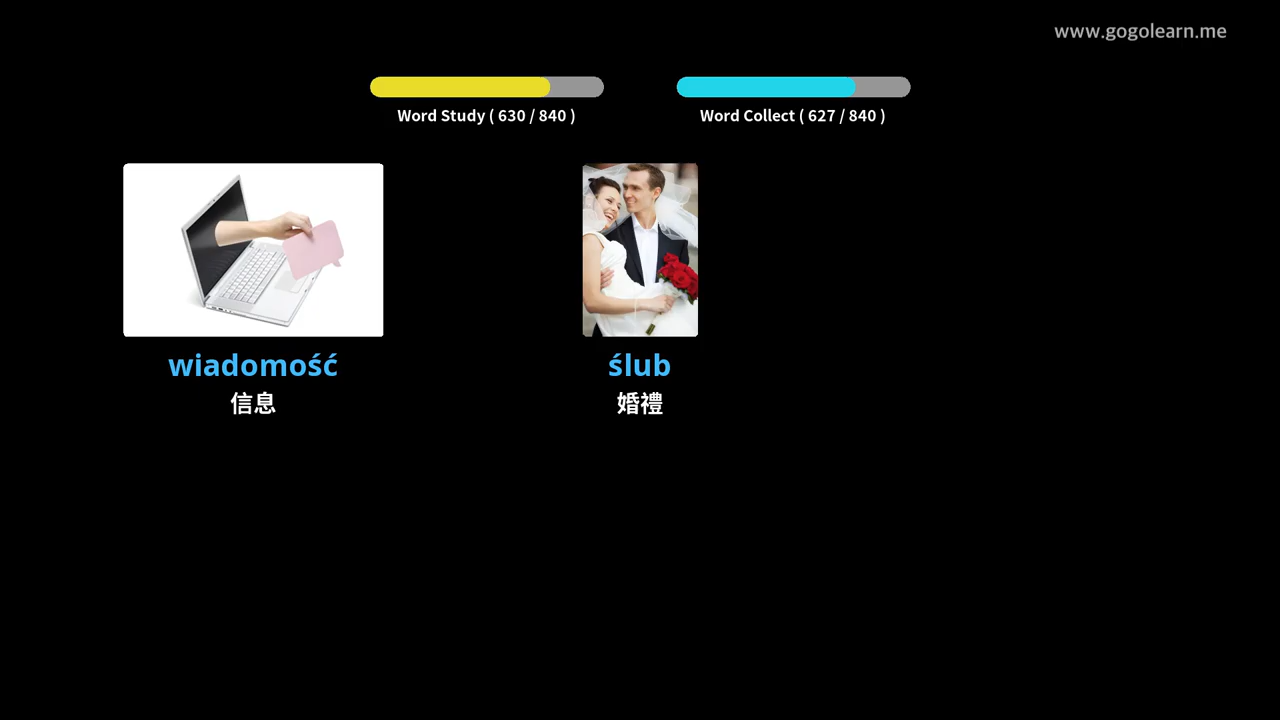 www.gogolearn.me
Word Study ( 630 / 840 )
Word Collect ( 627 / 840 )
wiadomość
ślub
信息
婚禮